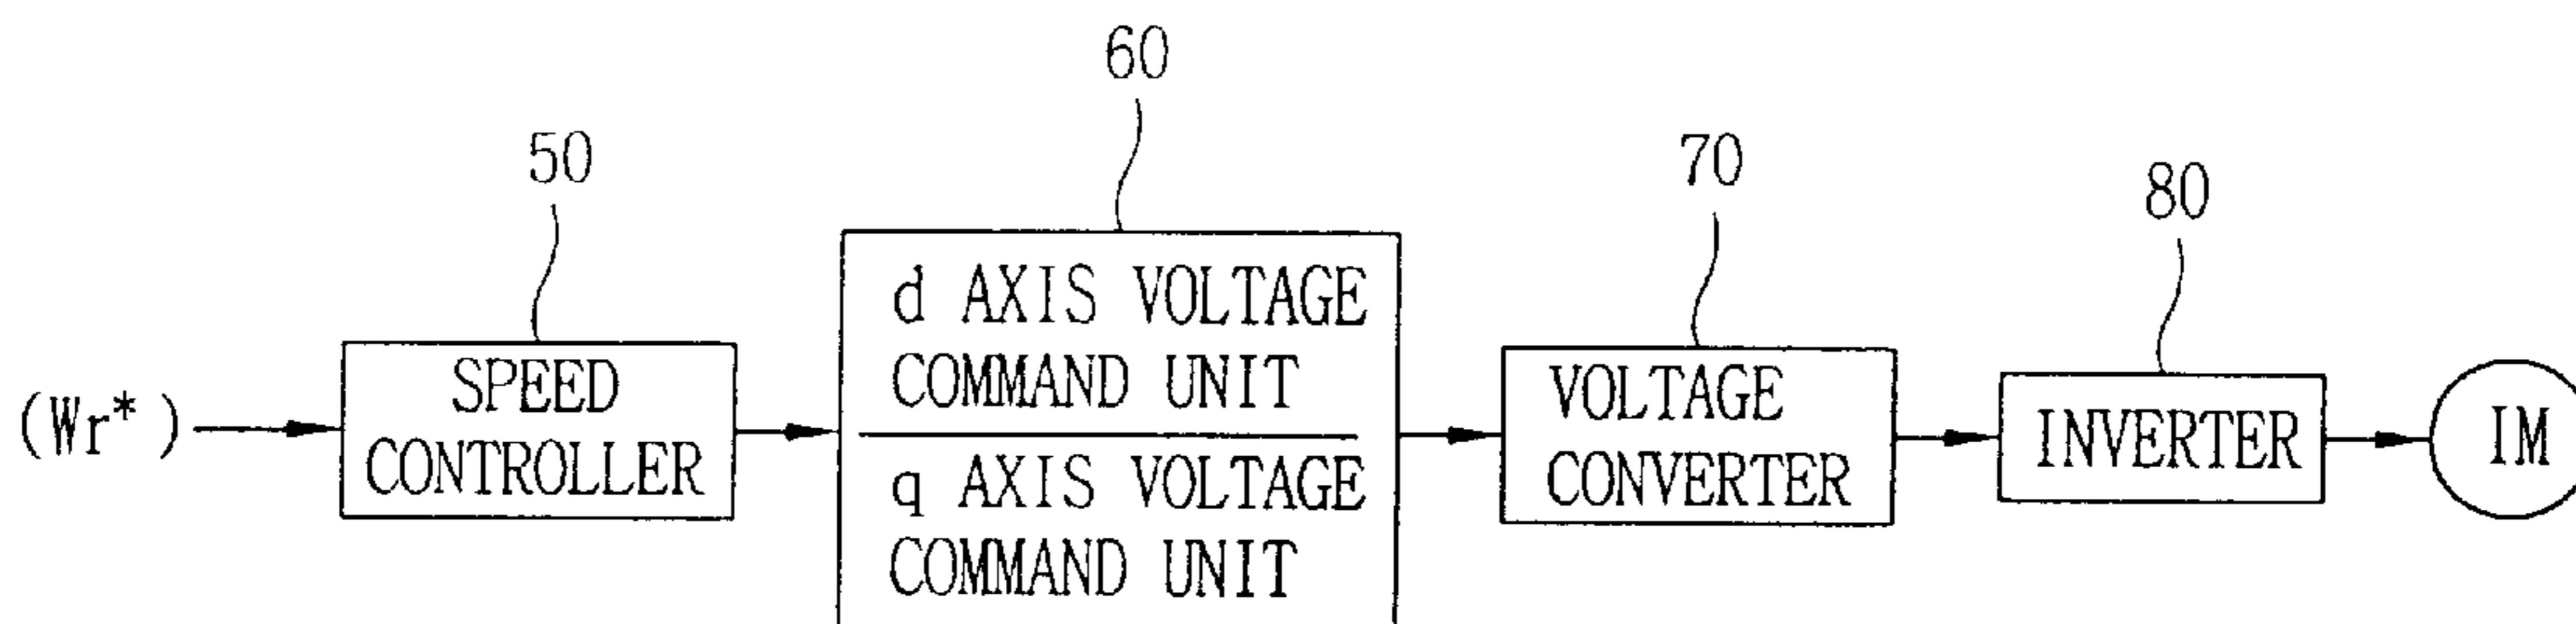 60
50
70
80
(Wr*)
SPEED
CONTROLLER
d AXIS VOLTAGE
COMMAND UNIT
q AXIS VOLTAGE
COMMAND UNIT
VOLTAGE
CONVERTER
INVERTER
IM